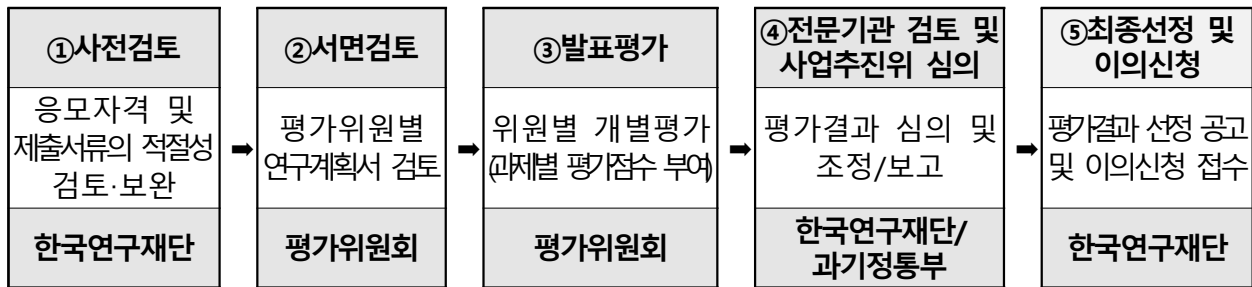 ①사전검토
응모자격 및
제출서류의 적절성
검토·보완
한국연구재단
➡
②서면검토
평가위원별
연구계획서 검토
평가위원회
➡
③발표평가
위원별 개별평가
(과제별 평가점수 부여)
평가위원회
➡
④전문기관 검토 및
사업추진위 심의
평가결과 심의 및
조정/보고
한국연구재단/
과기정통부
➡
⑤최종선정 및
이의신청
평가결과 선정 공고
및 이의신청 접수
한국연구재단